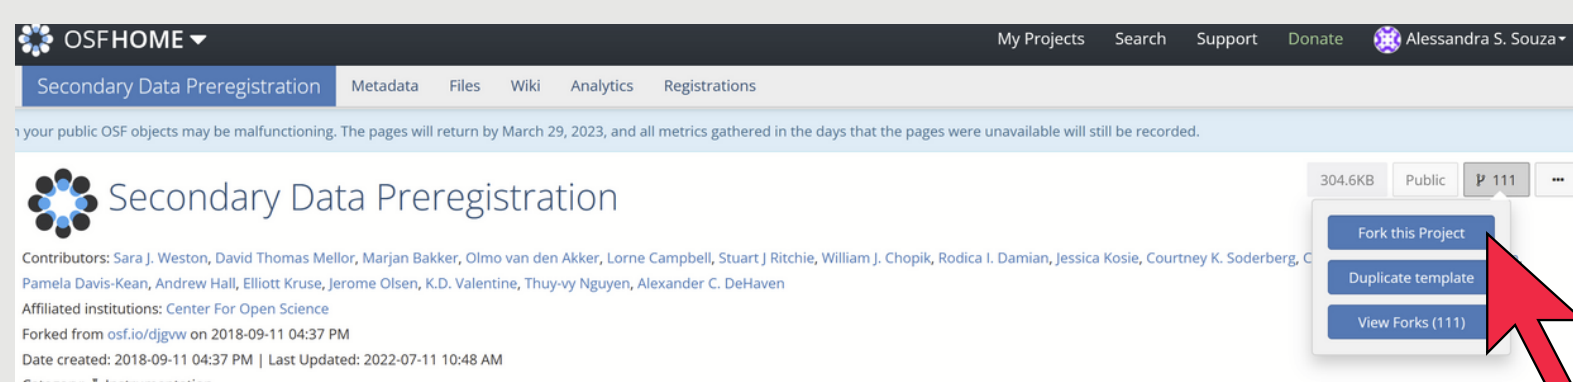 OSFHOME My Projects Search Support Donate Alessandra S. Souza
Secondary Data Preregistration Metadata Files Wiki Analytics Registrations
your public OSF objects may be malfunctioning. The pages will return by March 29, 2023, and all metrics gathered in the days that the pages were unavailable will still be recorded.
304.6KB Public 111 ...
Secondary Data Preregistration
Fork this Project
Contributors: Sara J. Weston, David Thomas Mellor, Marjan Bakker, Olmo van den Akker, Lorne Campbell, Stuart J Ritchie, William J. Chopik, Rodica I. Damian, Jessica Kosie, Courtney K. Soderberg, C
Duplicate template
Pamela Davis-Kean, Andrew Hall, Elliott Kruse, Jerome Olsen, K.D. Valentine, Thuy-vy Nguyen, Alexander C. DeHaven
Affiliated institutions: Center For Open Science
View Forks (111)
Forked from osf.io/djgvw on 2018-09-11 04:37 PM
Date created: 2018-09-11 04:37 PM | Last Updated: 2022-07-11 10:48 AM